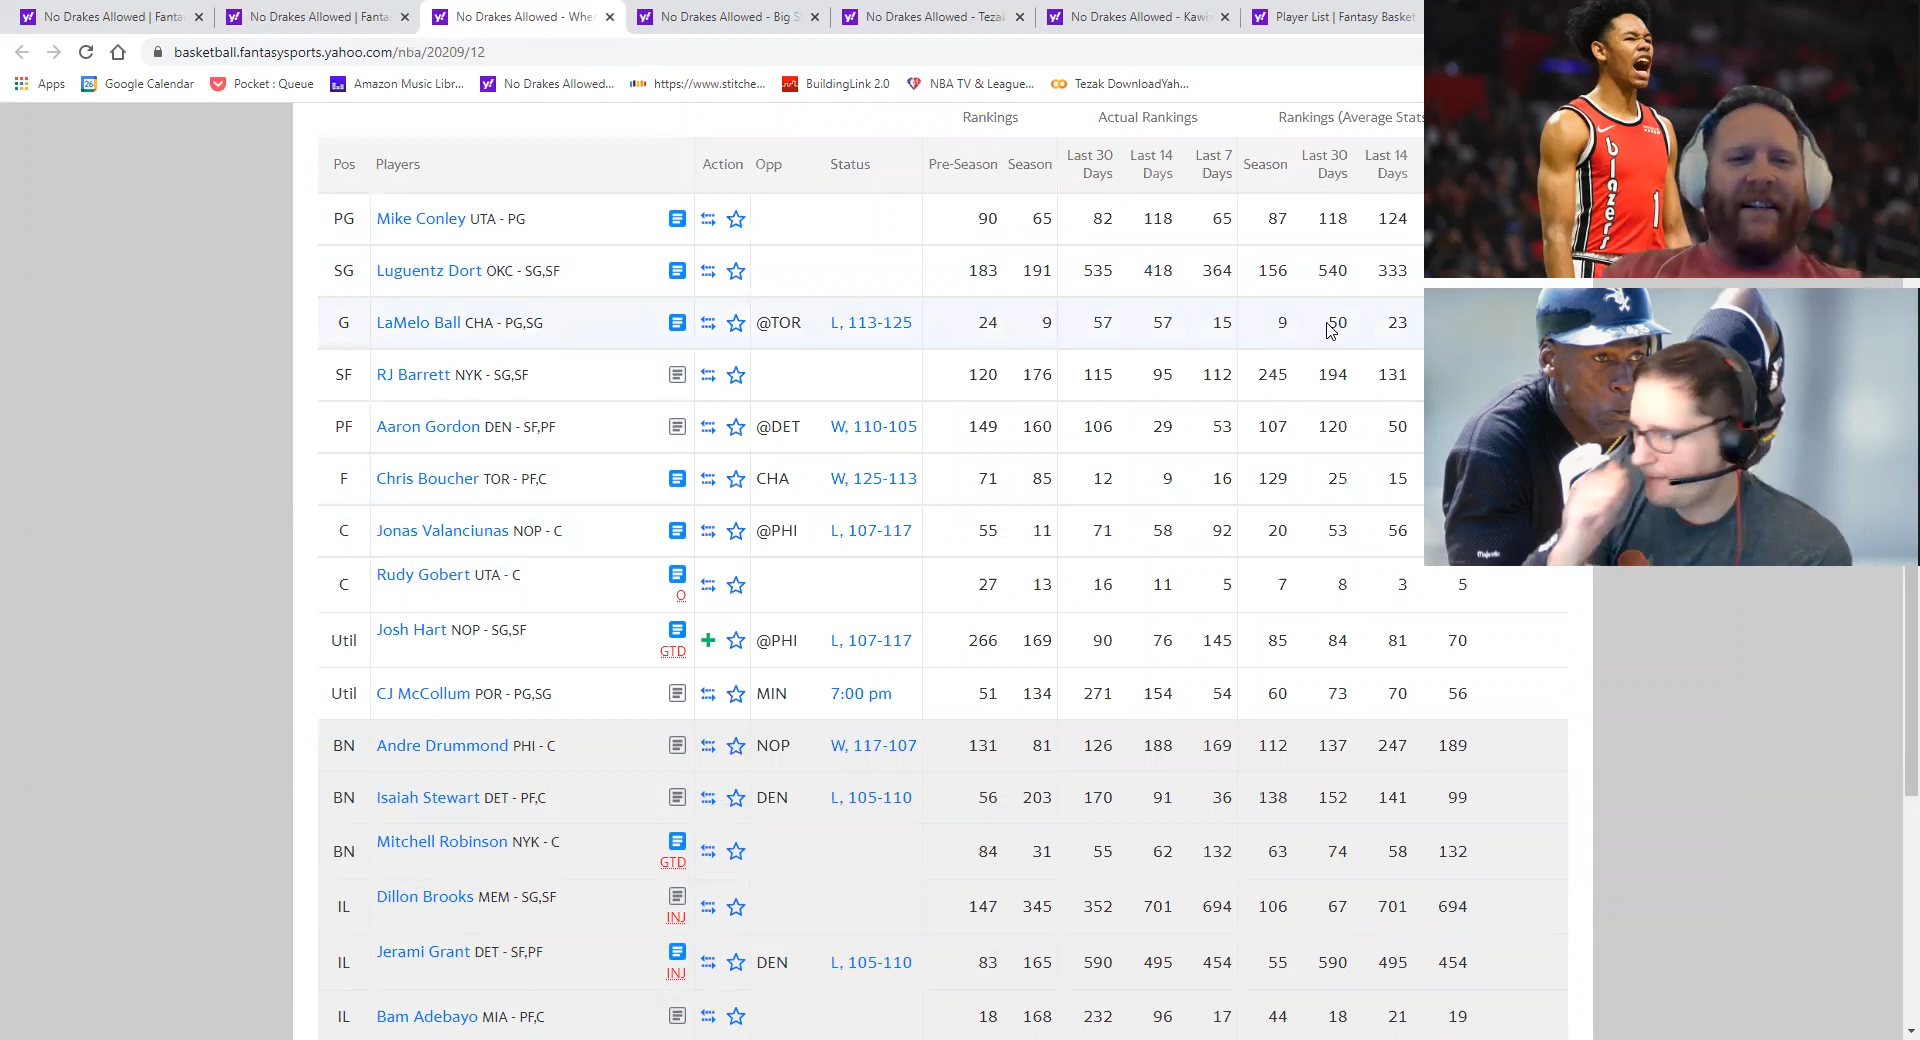 No Drakes Allowed | Fanta
No Drakes Allowed | Fanta
No Drakes Allowed - Whe
No Drakes Allowed - Big S
No Drakes Allowed - Teza
No Drakes Allowed - Kawh
Player List | Fantasy Basket
basketball.fantasysports.yahoo.com/nba/20209/12
Apps
26
Google Calendar
Pocket : Queue
Amazon Music Libr...
No Drakes Allowed...
https://www.stitche...
BuildingLink 2.0
NBA TV & League...
Tezak DownloadYah...
Rankings
Actual Rankings
Rankings (Average Stats
Pos Players Action Opp Status Pre-Season Season Last 30 Days Last 14 Days Last 7 Days Season Last 30 Days Last 14 Days
PG Mike Conley UTA - PG 90 65 82 118 65 87 118 124
SG Luguentz Dort OKC - SG,SF 183 191 535 418 364 156 540 333
G LaMelo Ball CHA - PG,SG @TOR L, 113-125 24 9 57 57 15 9 50 23
SF RJ Barrett NYK - SG,SF 120 176 115 95 112 245 194 131
PF Aaron Gordon DEN - SF,PF @DET W, 110-105 149 160 106 29 53 107 120 50
F Chris Boucher TOR - PF,C CHA W, 125-113 71 85 12 9 16 129 25 15
C Jonas Valanciunas NOP - C @PHI L, 107-117 55 11 71 58 92 20 53 56
C Rudy Gobert UTA - C O 27 13 16 11 5 7 8 3 5
Util Josh Hart NOP - SG,SF GTD @PHI L, 107-117 266 169 90 76 145 85 84 81 70
Util CJ McCollum POR - PG,SG MIN 7:00 pm 51 134 271 154 54 60 73 70 56
BN Andre Drummond PHI - C NOP W, 117-107 131 81 126 188 169 112 137 247 189
BN Isaiah Stewart DET - PF,C DEN L, 105-110 56 203 170 91 36 138 152 141 99
BN Mitchell Robinson NYK - C GTD 84 31 55 62 132 63 74 58 132
IL Dillon Brooks MEM - SG,SF INJ 147 345 352 701 694 106 67 701 694
IL Jerami Grant DET - SF,PF INJ DEN L, 105-110 83 165 590 495 454 55 590 495 454
IL Bam Adebayo MIA - PF,C 18 168 232 96 17 44 18 21 19
blazers
1
Majestic